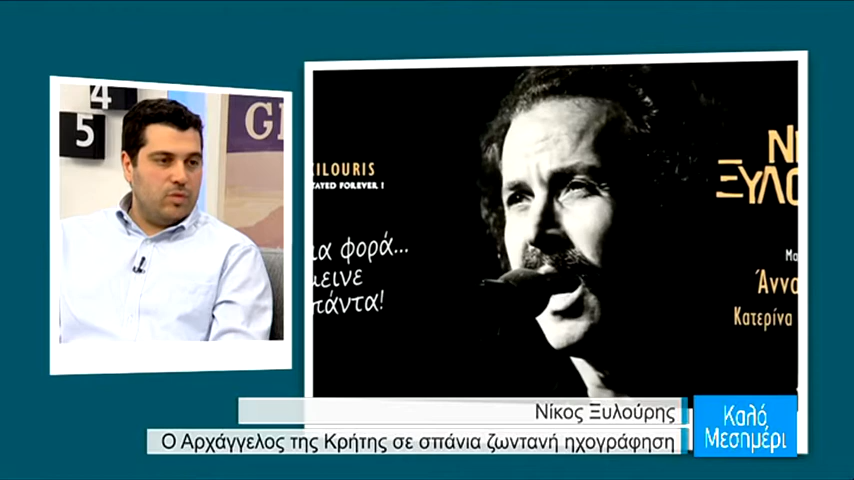 4
5
XILOURIS
TATED FOREVER !
ια φορά...
μεινε
πάντα!
ΞΥΛΟ
Άννα
Κατερίνα
Νίκος Ξυλούρης
Ο Αρχάγγελος της Κρήτης σε σπάνια ζωντανή ηχογράφηση
Καλό
Μεσημέρι